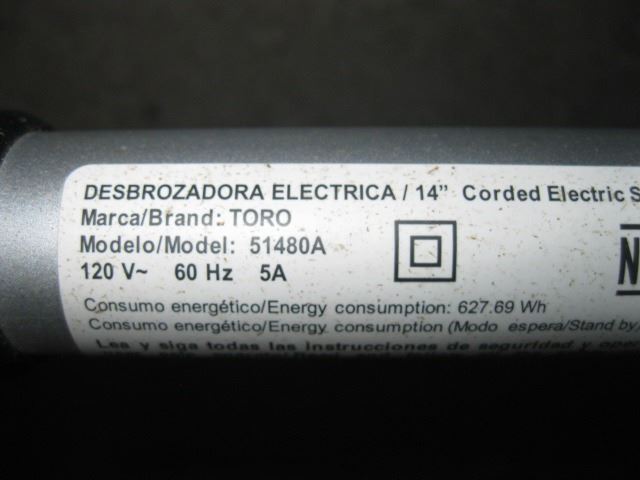 DESBROZADORA ELECTRICA / 14” Corded Electric S
Marca/Brand: TORO
Modelo/Model: 51480A
120 V~ 60 Hz 5A
N
Consumo energético/Energy consumption: 627.69 Wh
Consumo energético/Energy consumption (Modo espera/Stand by)
Lea y siga todas las instrucciones de seguridad y oper